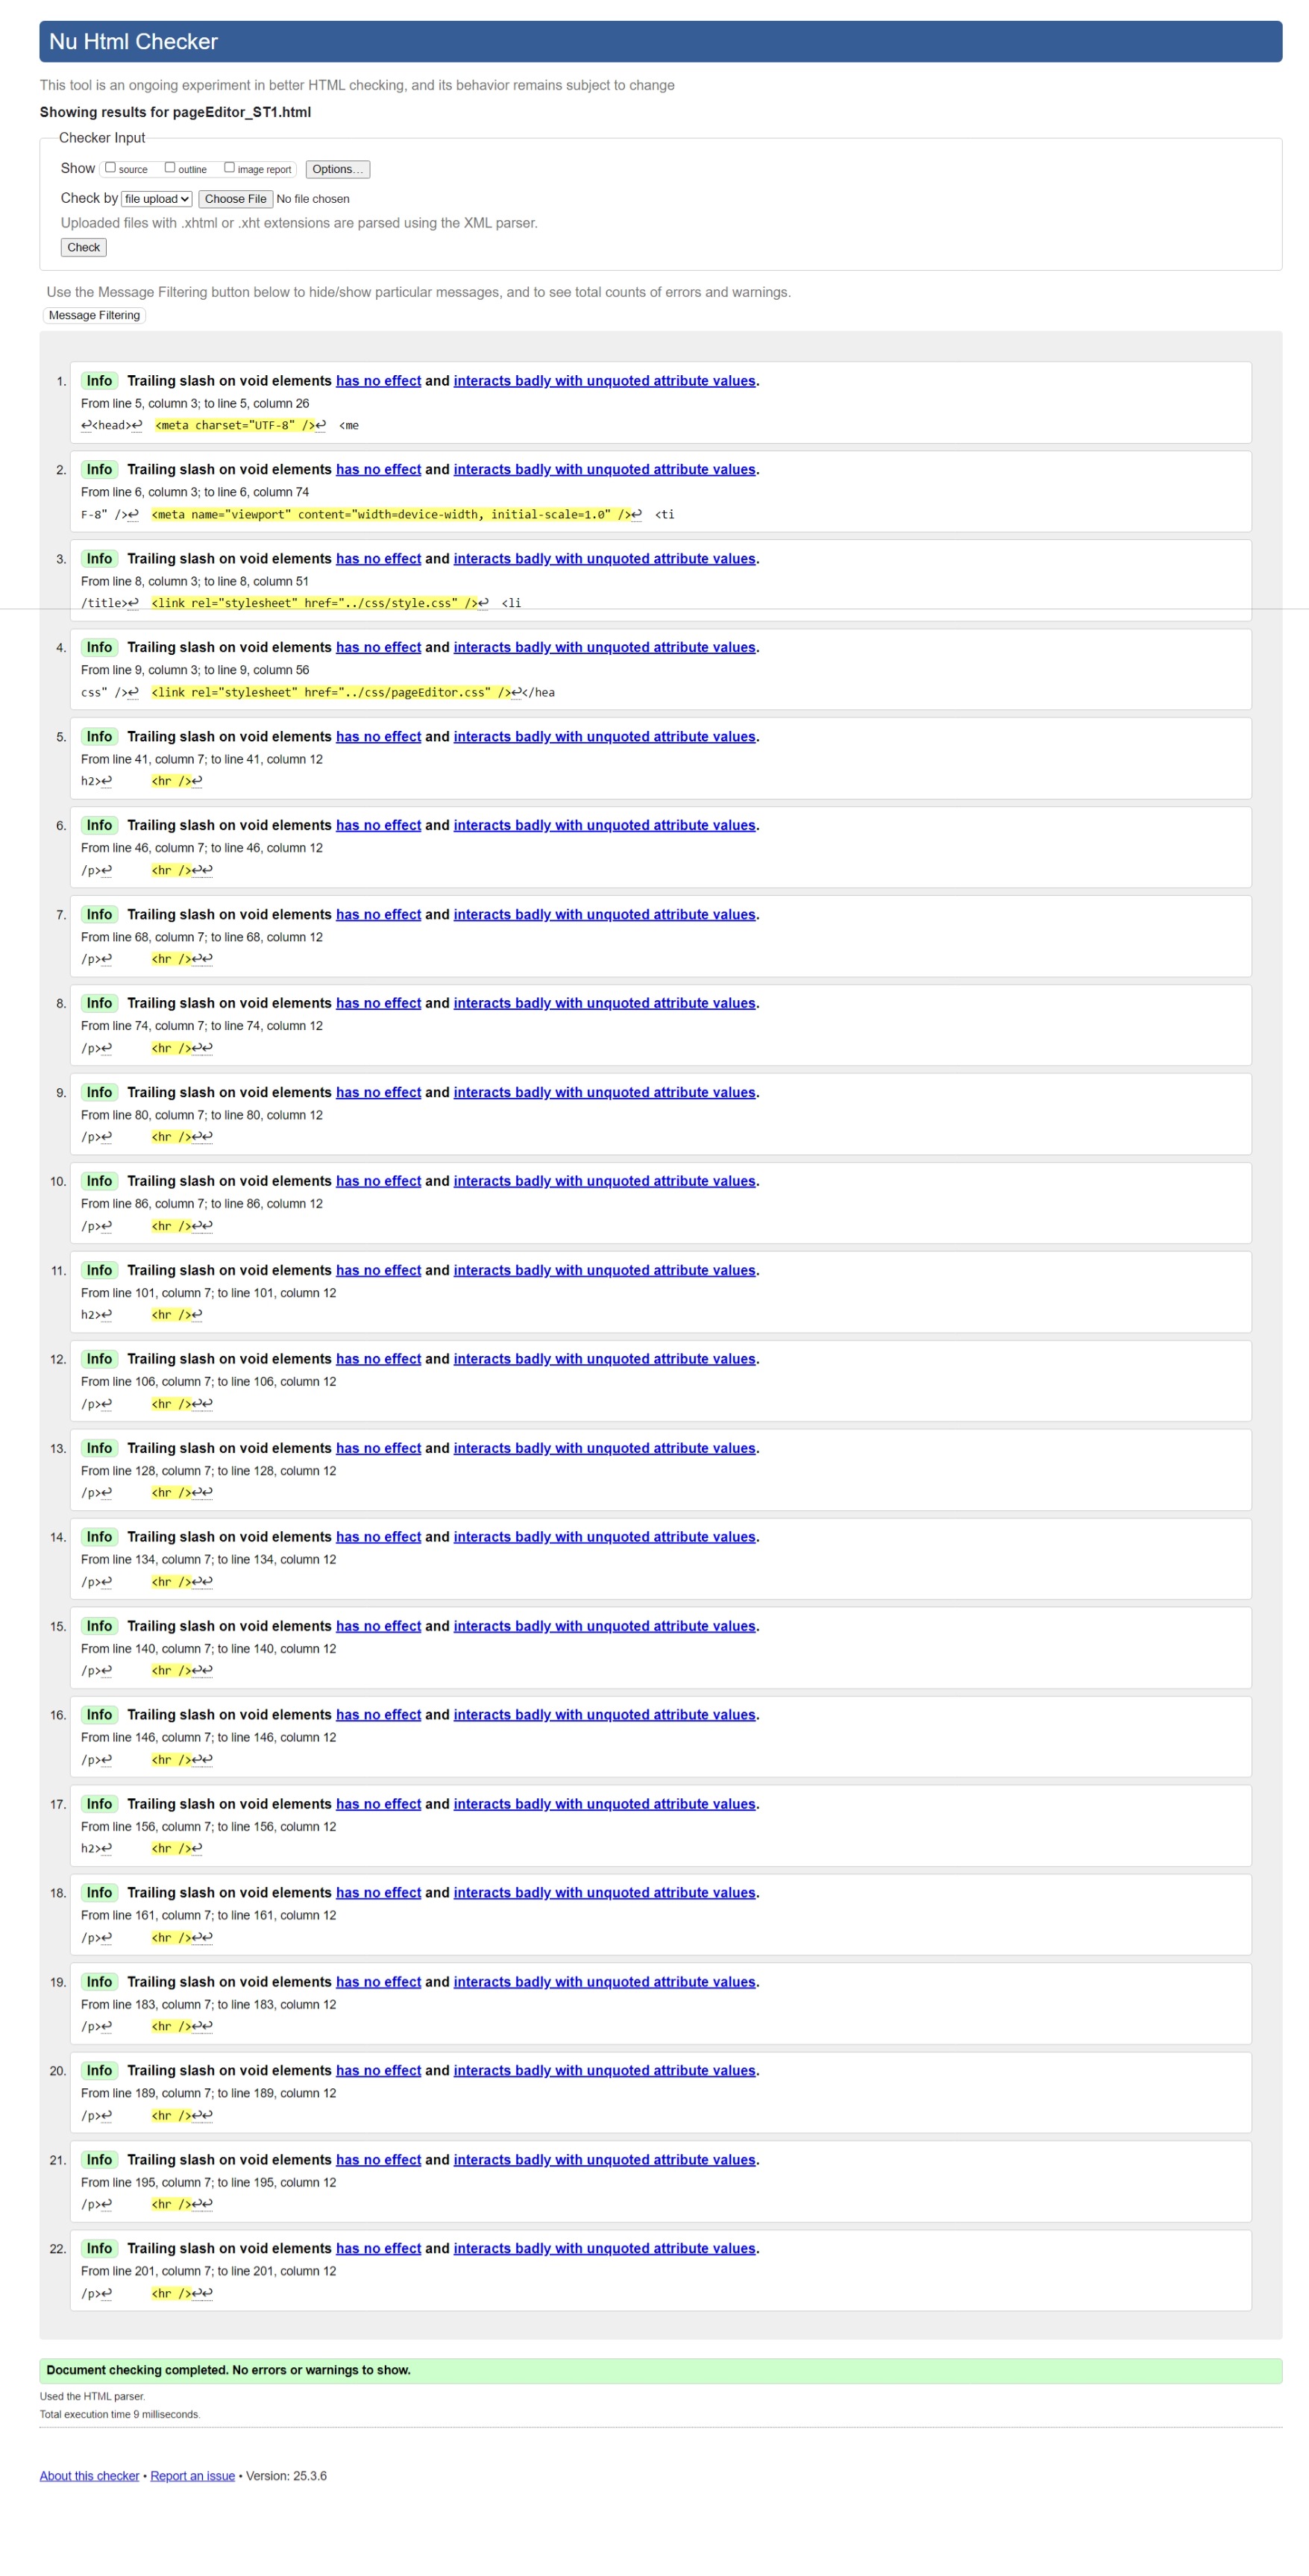 Nu Html Checker
This tool is an ongoing experiment in better HTML checking, and its behavior remains subject to change
Showing results for pageEditor_ST1.html
Checker Input
Show source outline image report Options…
Check by file upload Choose File No file chosen
Uploaded files with .xhtml or .xht extensions are parsed using the XML parser.
Check
Use the Message Filtering button below to hide/show particular messages, and to see total counts of errors and warnings.
Message Filtering
1. Info Trailing slash on void elements has no effect and interacts badly with unquoted attribute values.
From line 5, column 3; to line 5, column 26
↩<head>↩ <meta charset="UTF-8" />↩ <me
2. Info Trailing slash on void elements has no effect and interacts badly with unquoted attribute values.
From line 6, column 3; to line 6, column 74
F-8" />↩ <meta name="viewport" content="width=device-width, initial-scale=1.0" />↩ <ti
3. Info Trailing slash on void elements has no effect and interacts badly with unquoted attribute values.
From line 8, column 3; to line 8, column 51
/title>↩ <link rel="stylesheet" href="../css/style.css" />↩ <li
4. Info Trailing slash on void elements has no effect and interacts badly with unquoted attribute values.
From line 9, column 3; to line 9, column 56
css" />↩ <link rel="stylesheet" href="../css/pageEditor.css" />↩</hea
5. Info Trailing slash on void elements has no effect and interacts badly with unquoted attribute values.
From line 41, column 7; to line 41, column 12
h2>↩ <hr />↩
6. Info Trailing slash on void elements has no effect and interacts badly with unquoted attribute values.
From line 46, column 7; to line 46, column 12
/p>↩ <hr />↩↩
7. Info Trailing slash on void elements has no effect and interacts badly with unquoted attribute values.
From line 68, column 7; to line 68, column 12
/p>↩ <hr />↩↩
8. Info Trailing slash on void elements has no effect and interacts badly with unquoted attribute values.
From line 74, column 7; to line 74, column 12
/p>↩ <hr />↩↩
9. Info Trailing slash on void elements has no effect and interacts badly with unquoted attribute values.
From line 80, column 7; to line 80, column 12
/p>↩ <hr />↩↩
10. Info Trailing slash on void elements has no effect and interacts badly with unquoted attribute values.
From line 86, column 7; to line 86, column 12
/p>↩ <hr />↩↩
11. Info Trailing slash on void elements has no effect and interacts badly with unquoted attribute values.
From line 101, column 7; to line 101, column 12
h2>↩ <hr />↩
12. Info Trailing slash on void elements has no effect and interacts badly with unquoted attribute values.
From line 106, column 7; to line 106, column 12
/p>↩ <hr />↩↩
13. Info Trailing slash on void elements has no effect and interacts badly with unquoted attribute values.
From line 128, column 7; to line 128, column 12
/p>↩ <hr />↩↩
14. Info Trailing slash on void elements has no effect and interacts badly with unquoted attribute values.
From line 134, column 7; to line 134, column 12
/p>↩ <hr />↩↩
15. Info Trailing slash on void elements has no effect and interacts badly with unquoted attribute values.
From line 140, column 7; to line 140, column 12
/p>↩ <hr />↩↩
16. Info Trailing slash on void elements has no effect and interacts badly with unquoted attribute values.
From line 146, column 7; to line 146, column 12
/p>↩ <hr />↩↩
17. Info Trailing slash on void elements has no effect and interacts badly with unquoted attribute values.
From line 156, column 7; to line 156, column 12
h2>↩ <hr />↩
18. Info Trailing slash on void elements has no effect and interacts badly with unquoted attribute values.
From line 161, column 7; to line 161, column 12
/p>↩ <hr />↩↩
19. Info Trailing slash on void elements has no effect and interacts badly with unquoted attribute values.
From line 183, column 7; to line 183, column 12
/p>↩ <hr />↩↩
20. Info Trailing slash on void elements has no effect and interacts badly with unquoted attribute values.
From line 189, column 7; to line 189, column 12
/p>↩ <hr />↩↩
21. Info Trailing slash on void elements has no effect and interacts badly with unquoted attribute values.
From line 195, column 7; to line 195, column 12
/p>↩ <hr />↩↩
22. Info Trailing slash on void elements has no effect and interacts badly with unquoted attribute values.
From line 201, column 7; to line 201, column 12
/p>↩ <hr />↩↩
Document checking completed. No errors or warnings to show.
Used the HTML parser.
Total execution time 9 milliseconds.
About this checker • Report an issue • Version: 25.3.6